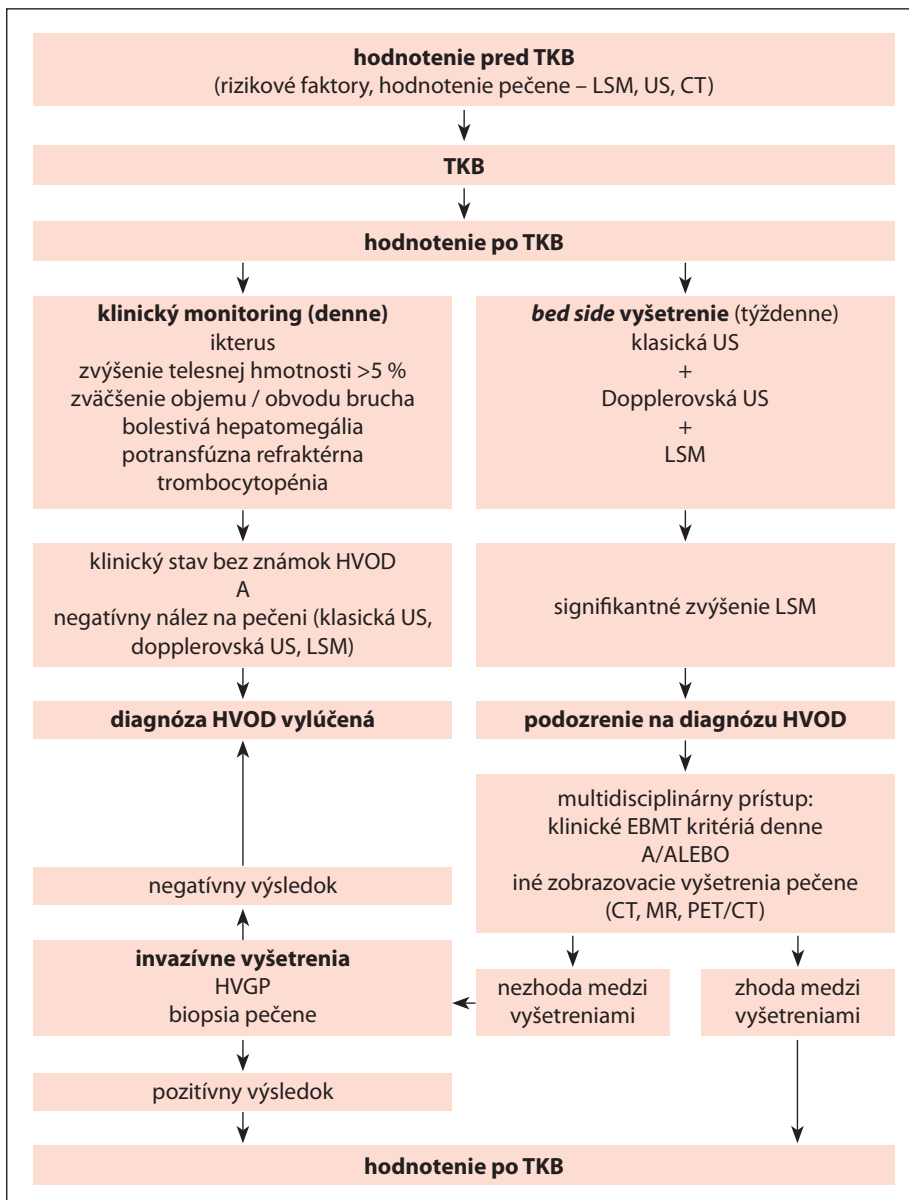 hodnotenie pred TKB
(rizikové faktory, hodnotenie pečene – LSM, US, CT)
TKB
hodnotenie po TKB
klinický monitoring (denne)
ikterus
zvýšenie telesnej hmotnosti >5 %
zväčšenie objemu / obvodu brucha
bolestivá hepatomegália
potransfúzna refraktérna
trombocytopénia
bed side vyšetrenie (týždenne)
klasická US
+
Dopplerovská US
+
LSM
klinický stav bez známok HVOD
A
negatívny nález na pečeni (klasická US,
dopplerovská US, LSM)
signifikantné zvýšenie LSM
diagnóza HVOD vylúčená
podozrenie na diagnózu HVOD
multidisciplinárny prístup:
klinické EBMT kritériá denne
A/ALEBO
iné zobrazovacie vyšetrenia pečene
(CT, MR, PET/CT)
negatívny výsledok
invazívne vyšetrenia
HVGP
biopsia pečene
nezhoda medzi
vyšetreniami
zhoda medzi
vyšetreniami
pozitívny výsledok
hodnotenie po TKB